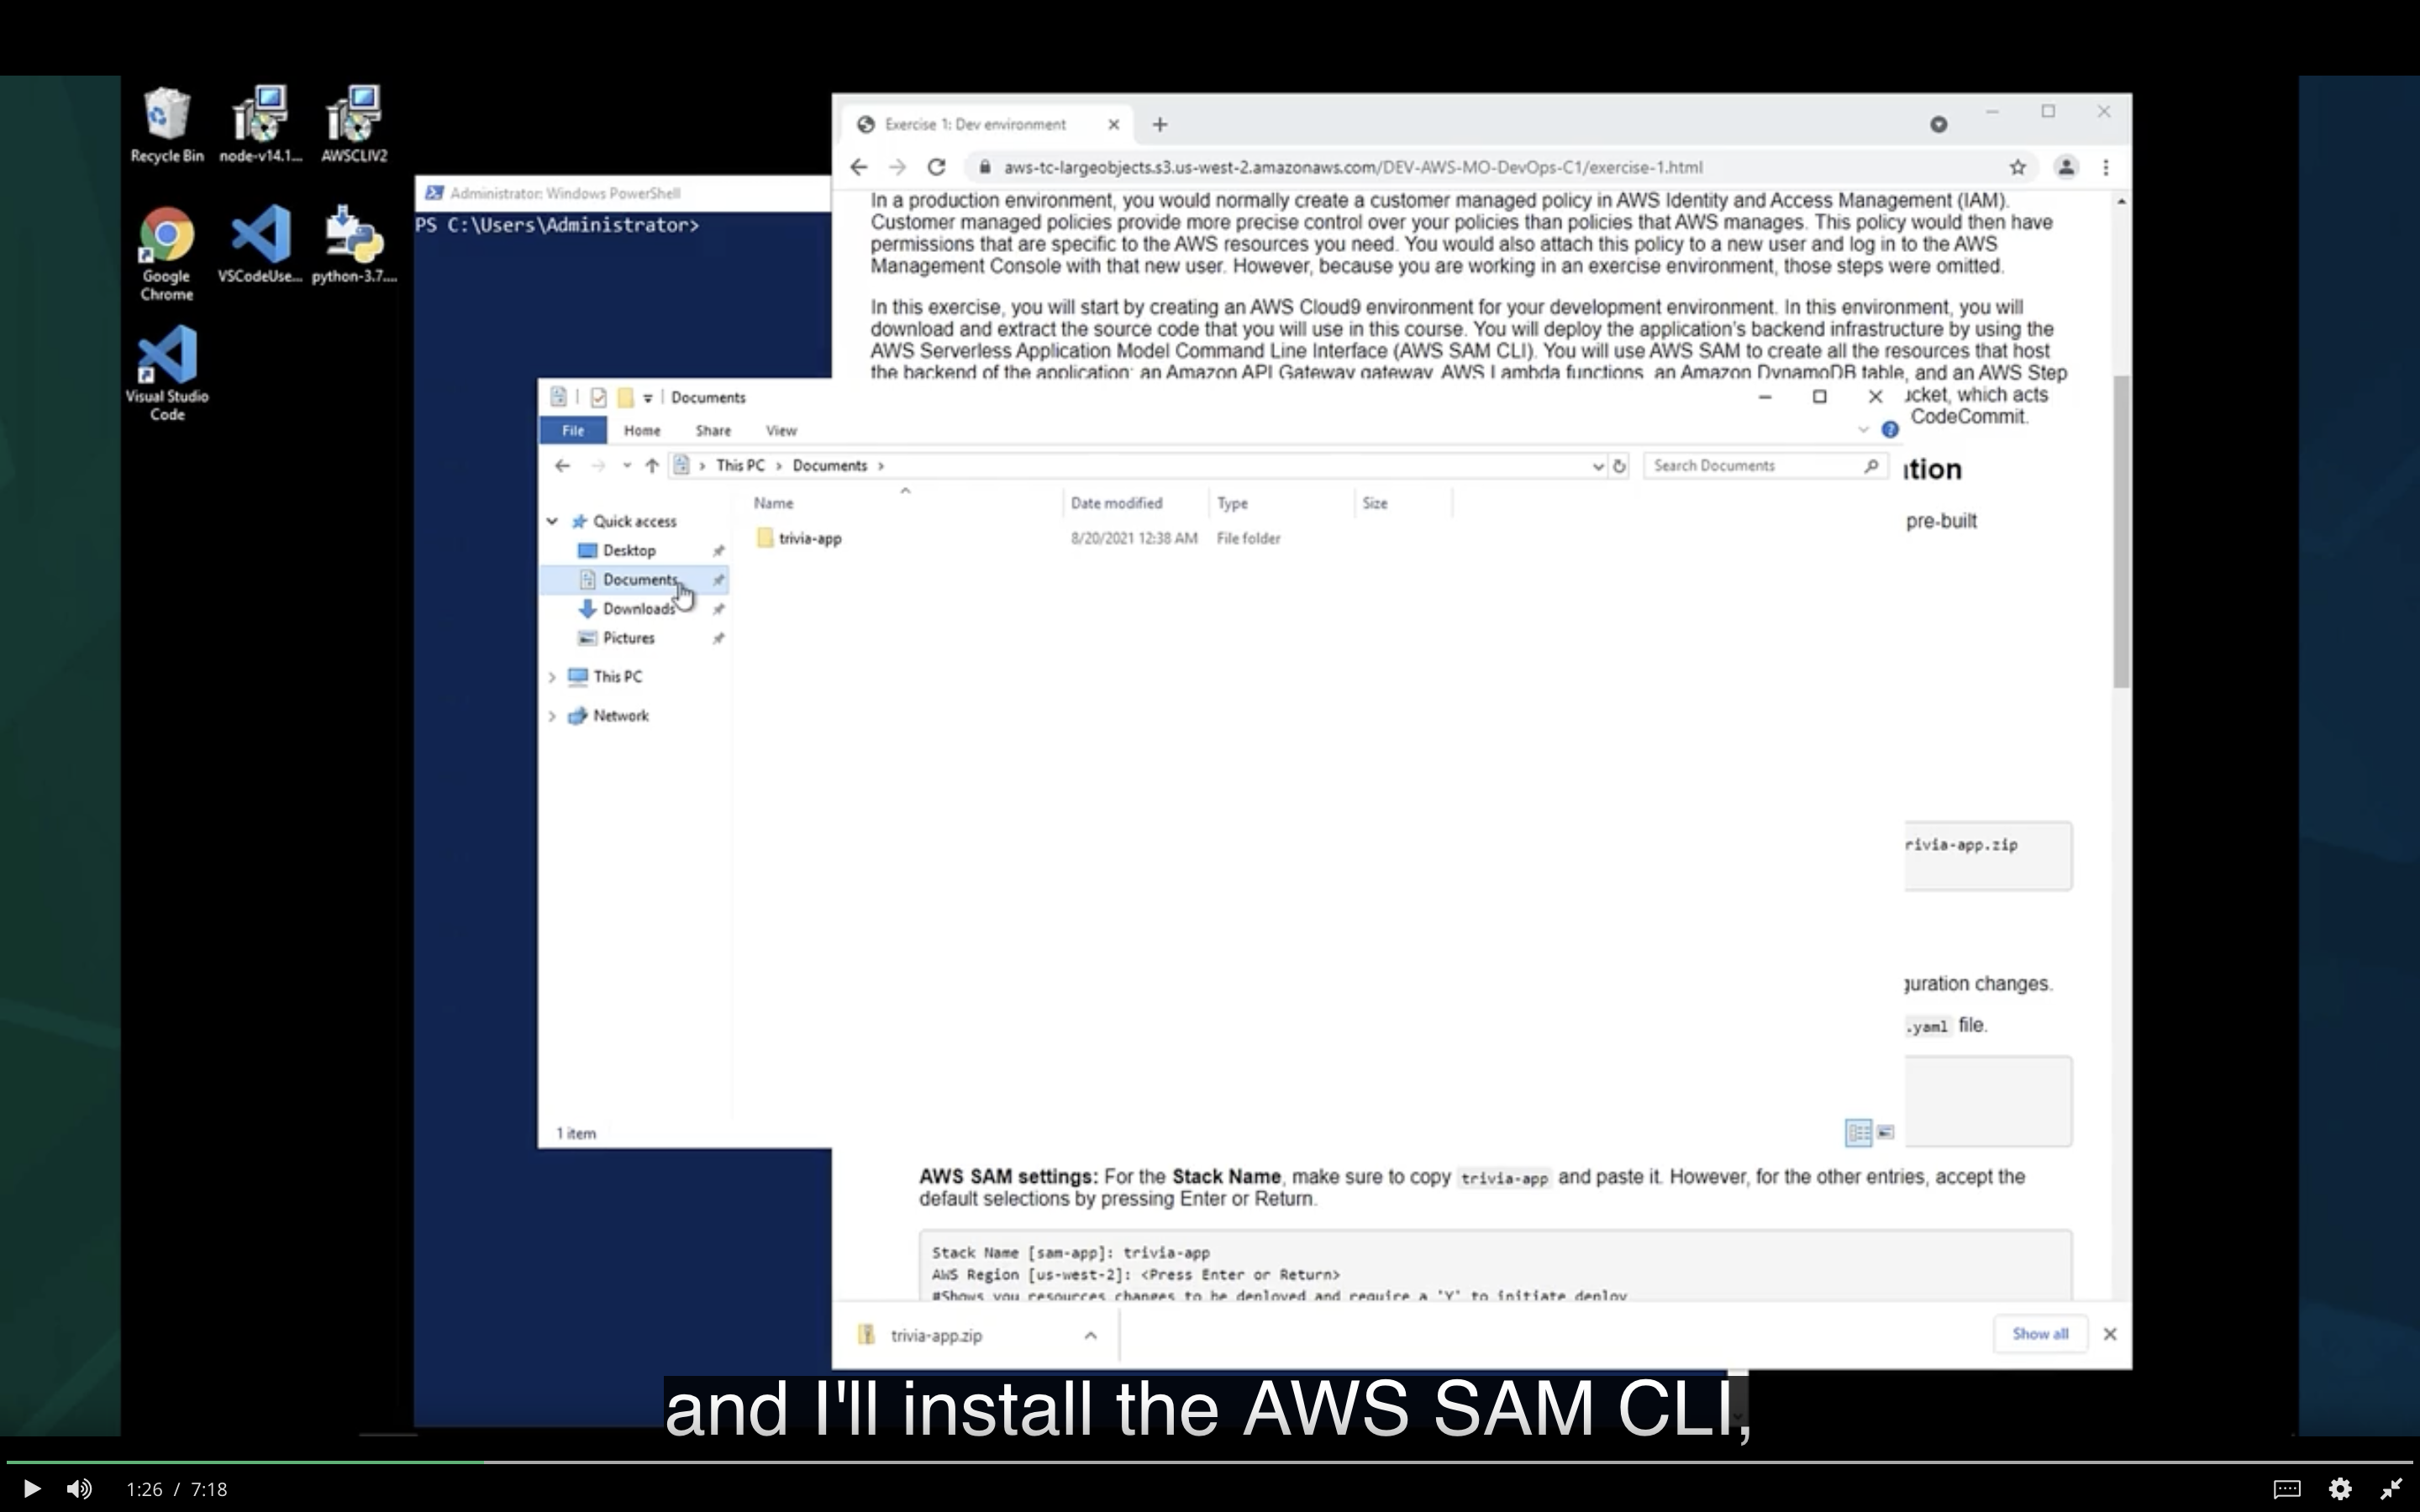 Recycle Bin
node-v14.1...
AWSCLIV2
Google
Chrome
VSCodeUse...
python-3.7....
Visual Studio
Code
Administrator: Windows PowerShell
PS C:\Users\Administrator>
Exercise 1: Dev environment
aws-tc-largeobjects.s3.us-west-2.amazonaws.com/DEV-AWS-MO-DevOps-C1/exercise-1.html
In a production environment, you would normally create a customer managed policy in AWS Identity and Access Management (IAM).
Customer managed policies provide more precise control over your policies than policies that AWS manages. This policy would then have
permissions that are specific to the AWS resources you need. You would also attach this policy to a new user and log in to the AWS
Management Console with that new user. However, because you are working in an exercise environment, those steps were omitted.
In this exercise, you will start by creating an AWS Cloud9 environment for your development environment. In this environment, you will
download and extract the source code that you will use in this course. You will deploy the application's backend infrastructure by using the
AWS Serverless Application Model Command Line Interface (AWS SAM CLI). You will use AWS SAM to create all the resources that host
the backend of the application: an Amazon API Gateway gateway, AWS Lambda functions, an Amazon DynamoDB table, and an AWS Step
ucket, which acts
CodeCommit.
Documents
File Home Share View
This PC > Documents >
Search Documents
ation
Name Date modified Type Size
trivia-app 8/20/2021 12:38 AM File folder
Quick access
Desktop
Documents
Downloads
Pictures
This PC
Network
pre-built
rivia-app.zip
guration changes.
.yaml file.
1 item
AWS SAM settings: For the Stack Name, make sure to copy trivia-app and paste it. However, for the other entries, accept the
default selections by pressing Enter or Return.
Stack Name [sam-app]: trivia-app
AWS Region [us-west-2]: <Press Enter or Return>
#Shows you resources changes to be deployed and require a 'Y' to initiate deploy
trivia-app.zip
Show all
and I'll install the AWS SAM CLI,
1:26 / 7:18